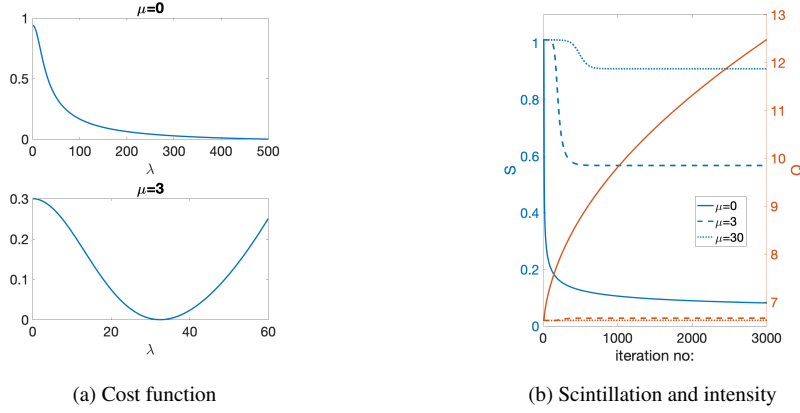 μ=0
1
0.5
0
0 100 200 300 400 500
λ
μ=3
0.3
0.2
0.1
0
0 20 40 60
λ
(a) Cost function
1
0.8
0.6
0.4
0.2
0
S
13
12
11
10
9
8
7
O
μ=0
μ=3
μ=30
0 1000 2000 3000
iteration no:
(b) Scintillation and intensity